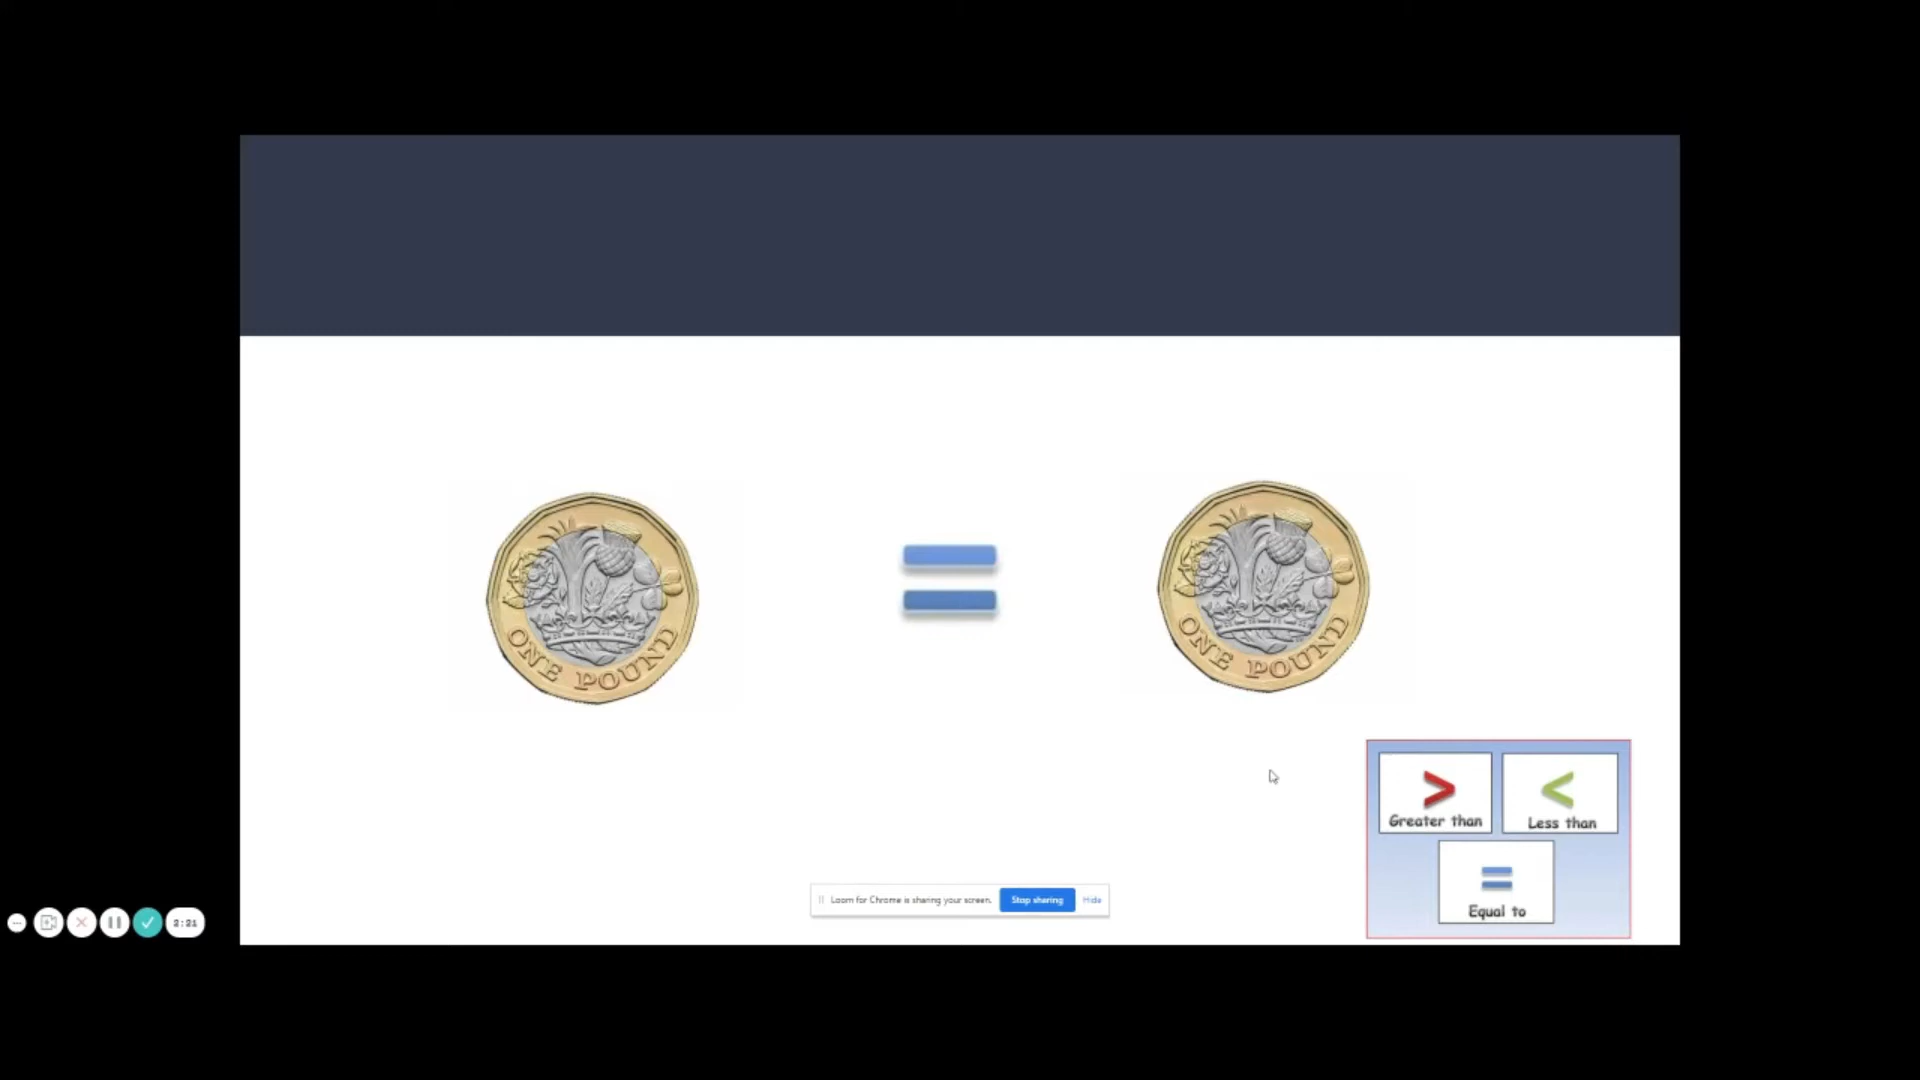 ONE POUND
=
ONE POUND
>
Greater than
<
Less than
=
Equal to
Loom for Chrome is sharing your screen.
Stop sharing
Hide
2:21